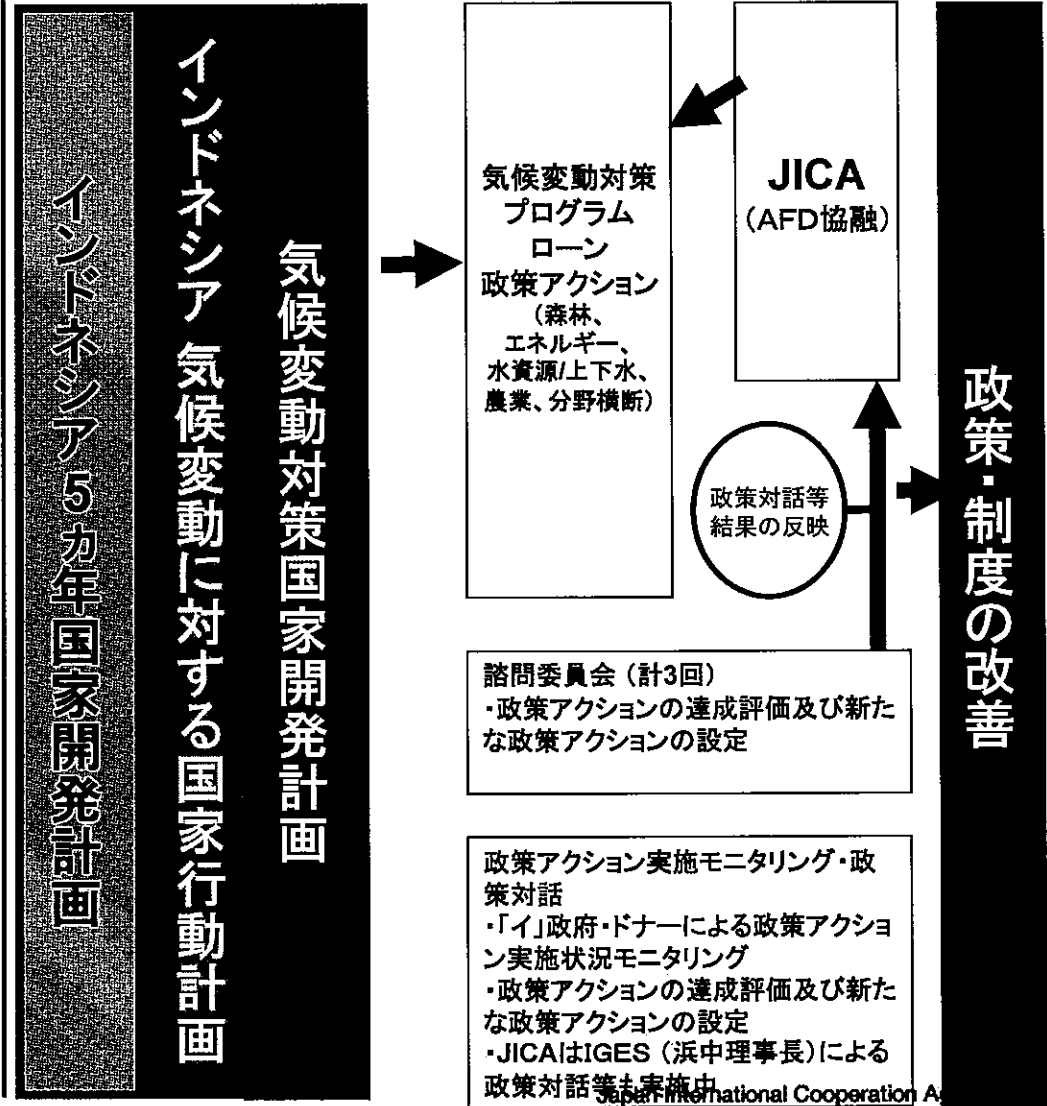 インドネシア5カ年国家開発計画
インドネシア 気候変動に対する国家行動計画
気候変動対策国家開発計画
気候変動対策
プログラム
ローン
政策アクション
(森林、
エネルギー、
水資源/上下水、
農業、分野横断)
JICA
(AFD協融)
政策対話等
結果の反映
政策・制度の改善
諮問委員会(計3回)
・政策アクションの達成評価及び新た
な政策アクションの設定
政策アクション実施モニタリング・政
策対話
・「イ」政府・ドナーによる政策アクショ
ン実施状況モニタリング
・政策アクションの達成評価及び新た
な政策アクションの設定
・JICAはIGES(浜中理事長)による
政策対話等も実施中
Japan International Cooperation A